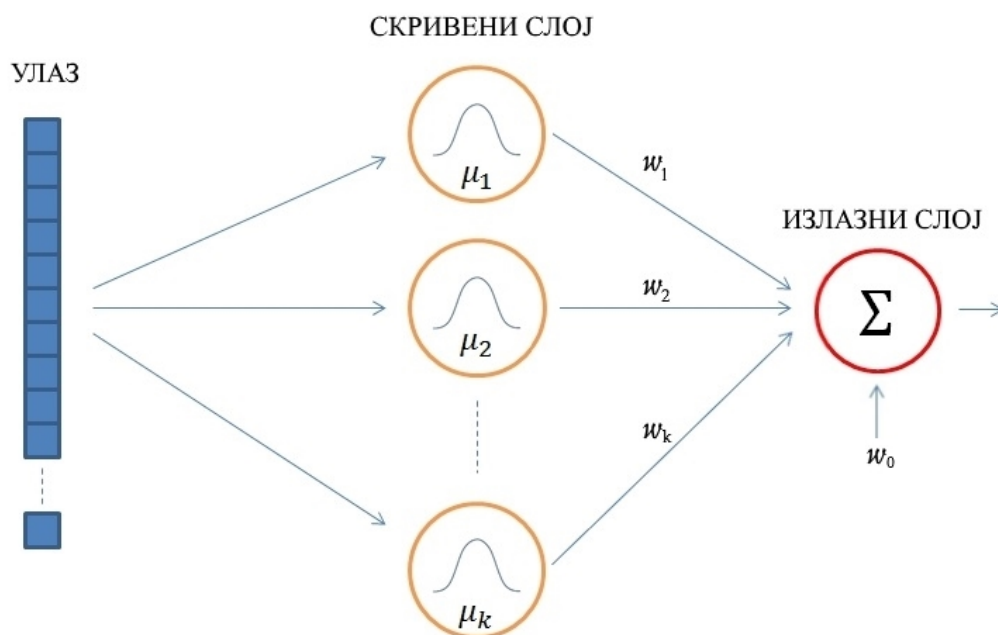 СКРИВЕНИ СЛОЈ
УЛАЗ
μ₁
w₁
ИЗЛАЗНИ СЛОЈ
μ₂
w₂
Σ
wₖ
w₀
μₖ